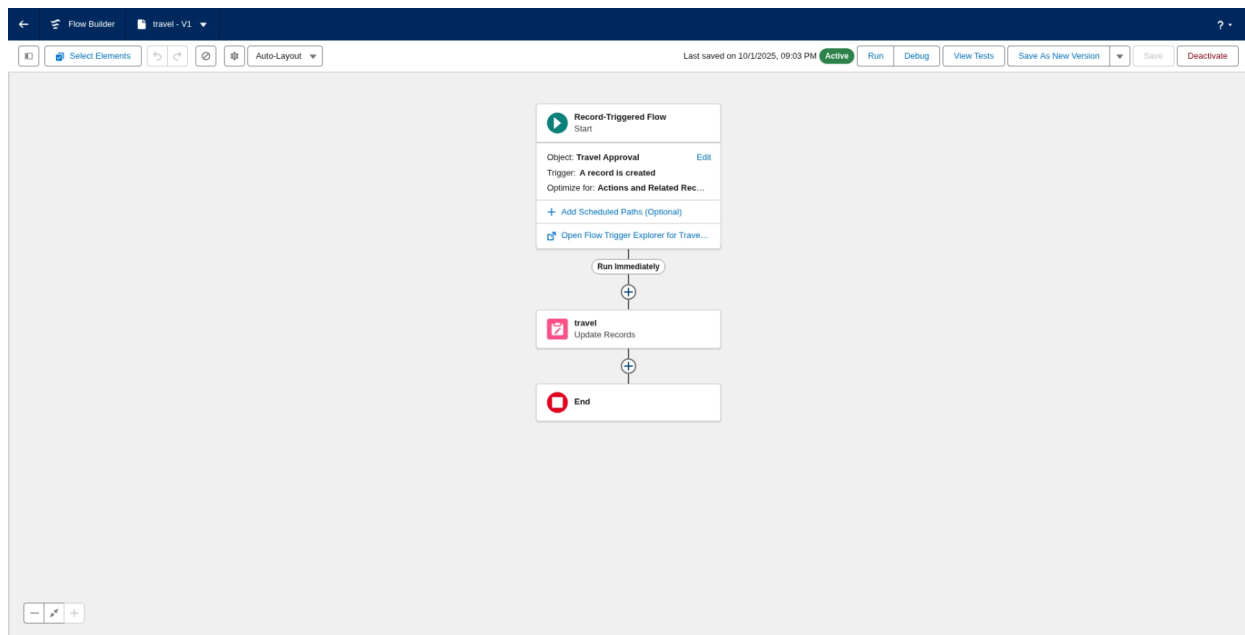 Flow Builder
travel - V1
?
Select Elements
Auto-Layout
Last saved on 10/1/2025, 09:03 PM
Active
Run
Debug
View Tests
Save As New Version
Save
Deactivate
Record-Triggered Flow
Start
Object: Travel Approval
Edit
Trigger: A record is created
Optimize for: Actions and Related Rec...
Add Scheduled Paths (Optional)
Open Flow Trigger Explorer for Trave...
Run Immediately
travel
Update Records
End